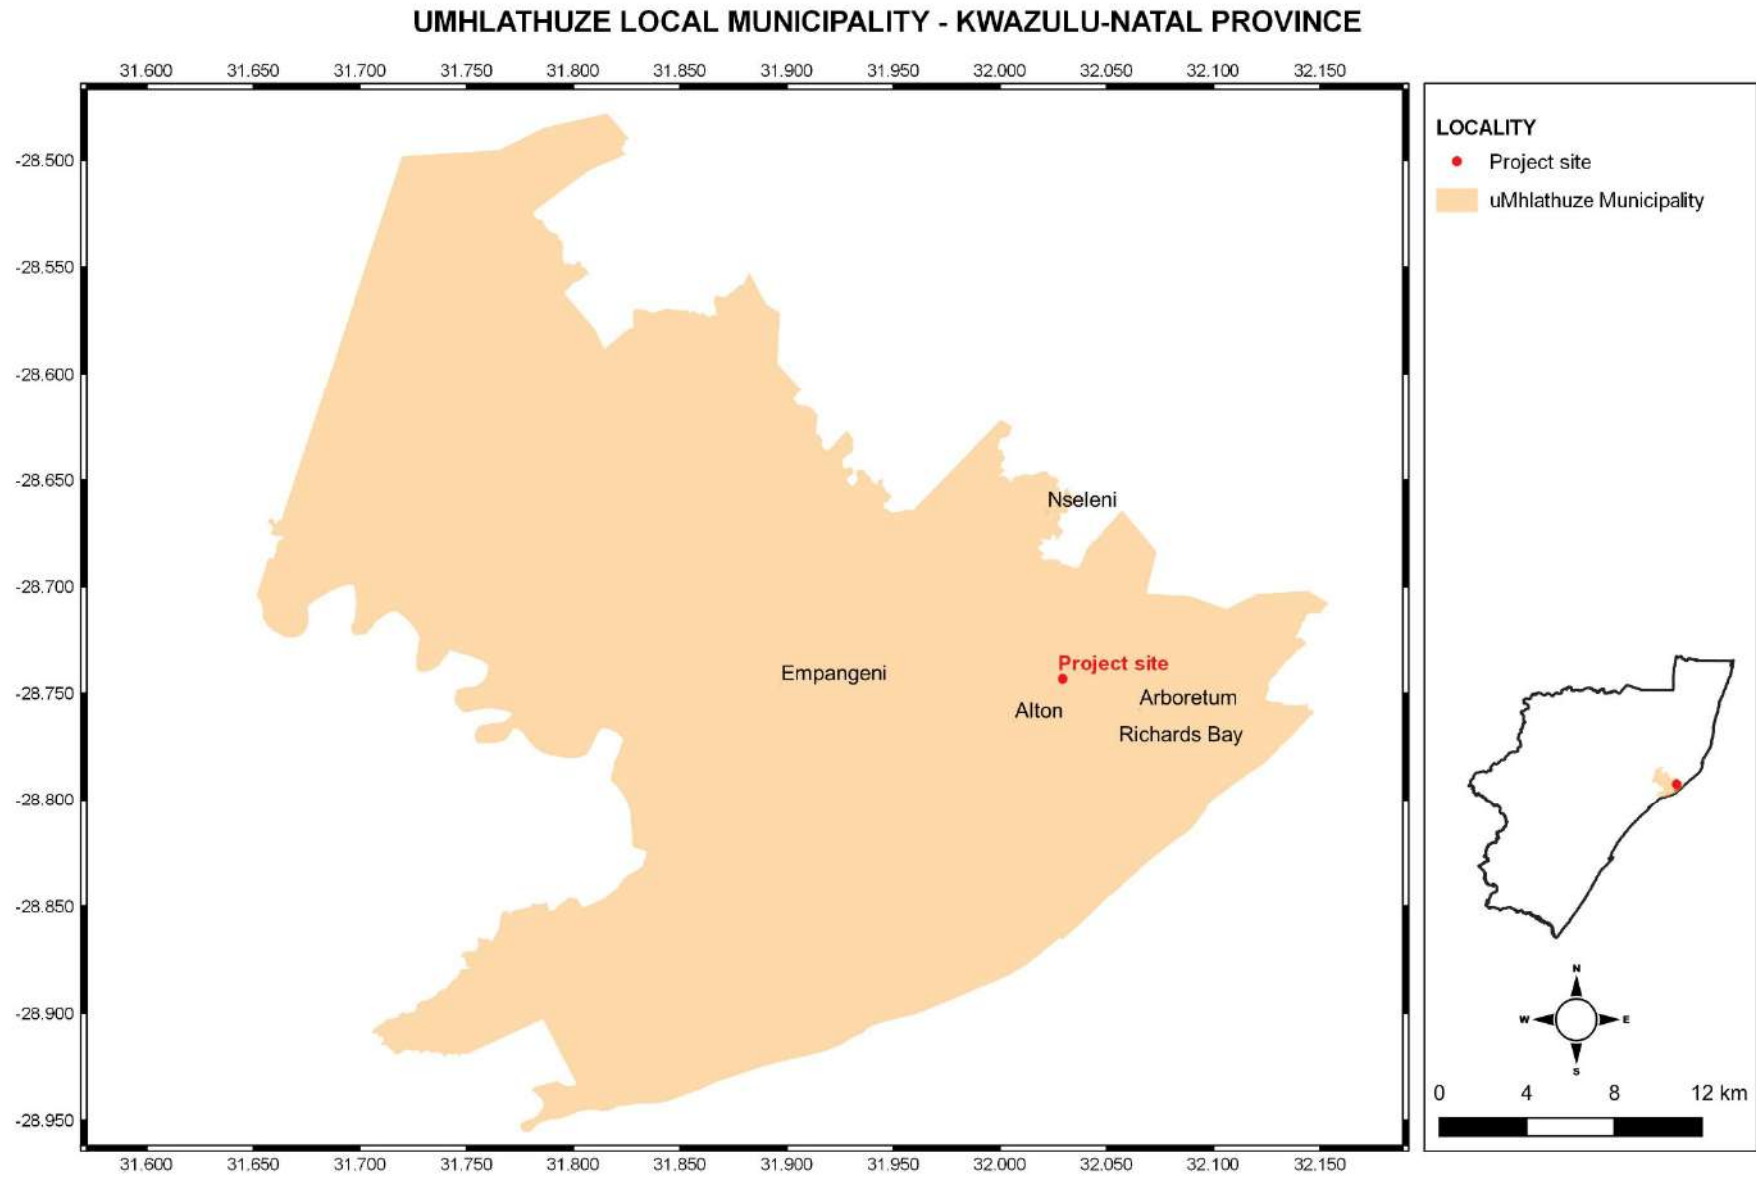 UMHLATHUZE LOCAL MUNICIPALITY - KWAZULU-NATAL PROVINCE
31.600 31.650 31.700 31.750 31.800 31.850 31.900 31.950 32.000 32.050 32.100 32.150
-28.500
-28.550
-28.600
-28.650
-28.700
-28.750
-28.800
-28.850
-28.900
-28.950
Nseleni
Project site
Empangeni
Arboretum
Alton
Richards Bay
31.600 31.650 31.700 31.750 31.800 31.850 31.900 31.950 32.000 32.050 32.100 32.150
LOCALITY
Project site
uMhlathuze Municipality
N
W E
S
0 4 8 12 km